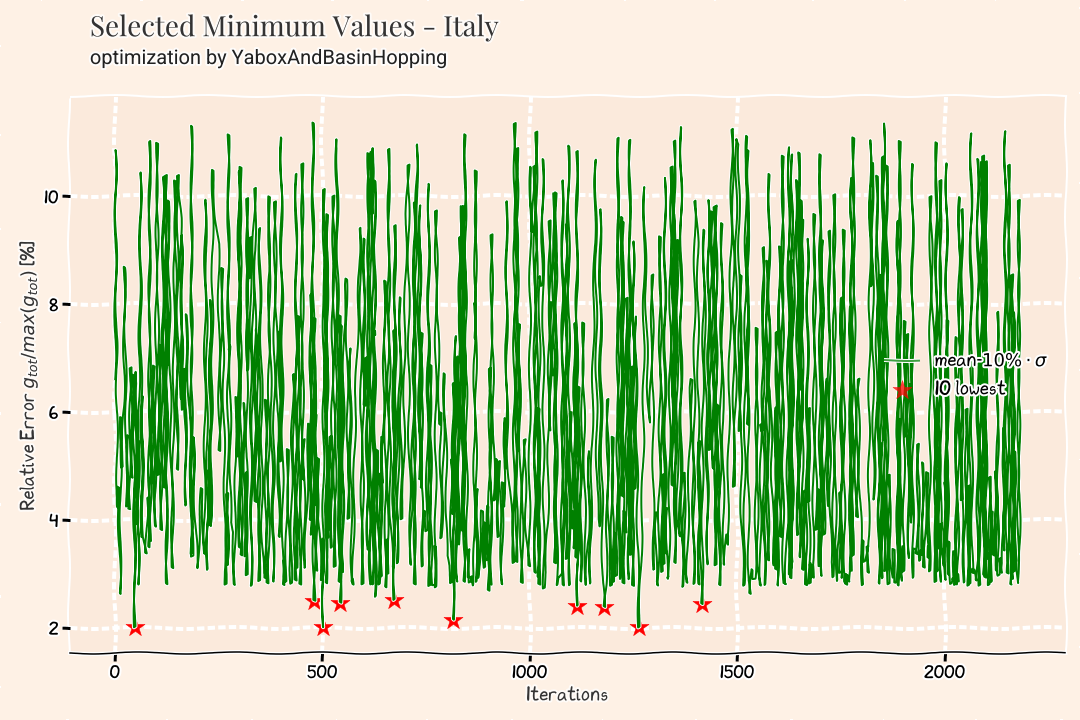 Selected Minimum Values - Italy
optimization by YaboxAndBasinHopping
Relative Error g_tot/max(g_tot) [%]
10
8
6
4
2
mean-10% · σ
10 lowest
0
500
1000
1500
2000
Iterations